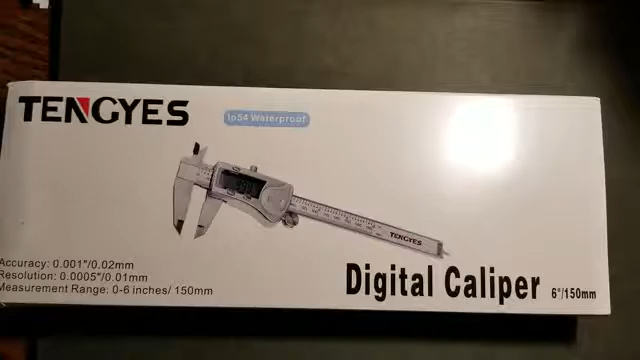 TENGYES
Ip54 Waterproof
TENGYES
Accuracy: 0.001"/0.02mm
Resolution: 0.0005"/0.01mm
Measurement Range: 0-6 inches/ 150mm
Digital Caliper 6"/150mm